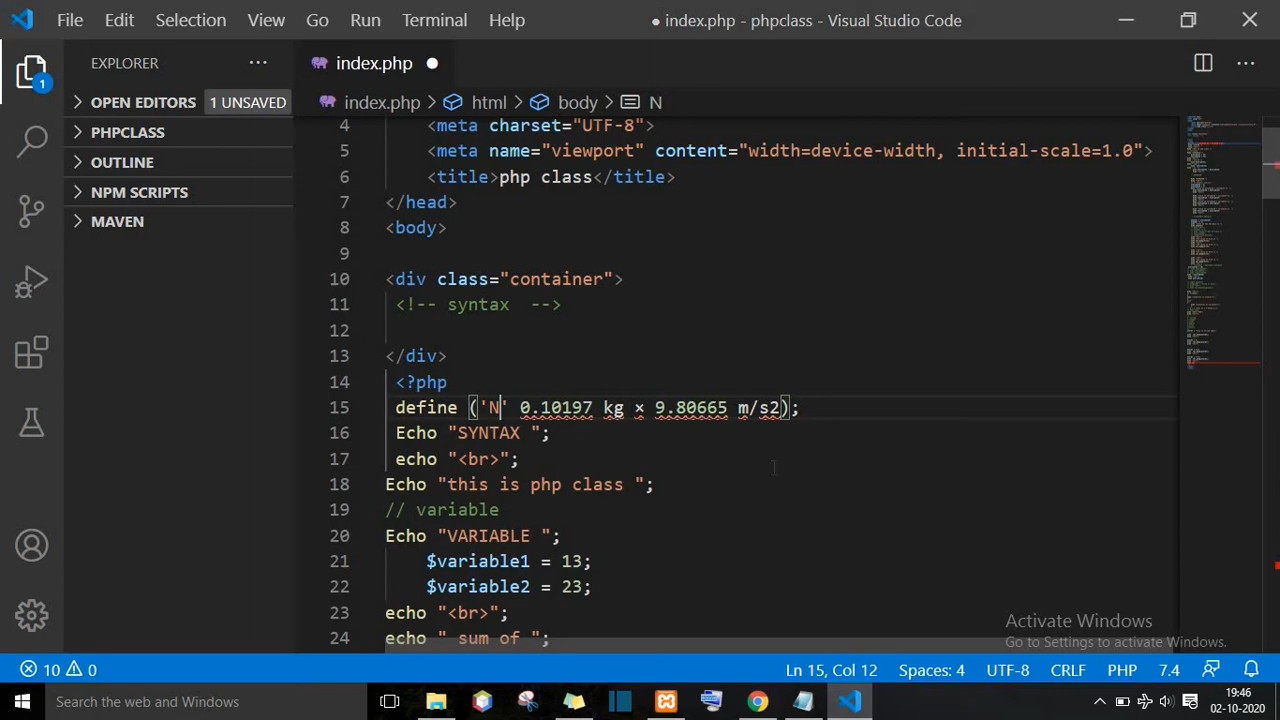 File Edit Selection View Go Run Terminal Help ● index.php - phpclass - Visual Studio Code
EXPLORER
index.php
OPEN EDITORS 1 UNSAVED
index.php html body N
PHPCLASS
OUTLINE
NPM SCRIPTS
MAVEN
1
4 <meta charset="UTF-8">
5 <meta name="viewport" content="width=device-width, initial-scale=1.0">
6 <title>php class</title>
7 </head>
8 <body>
9
10 <div class="container">
11 <!-- syntax -->
12
13 </div>
14 <?php
15 define ('N' 0.10197 kg × 9.80665 m/s2);
16 Echo "SYNTAX ";
17 echo "<br>";
18 Echo "this is php class ";
19 // variable
20 Echo "VARIABLE ";
21 $variable1 = 13;
22 $variable2 = 23;
23 echo "<br>";
24 echo " sum of ";
Activate Windows
Go to Settings to activate Windows.
10 0 Ln 15, Col 12 Spaces: 4 UTF-8 CRLF PHP 7.4
Search the web and Windows
19:46
02-10-2020